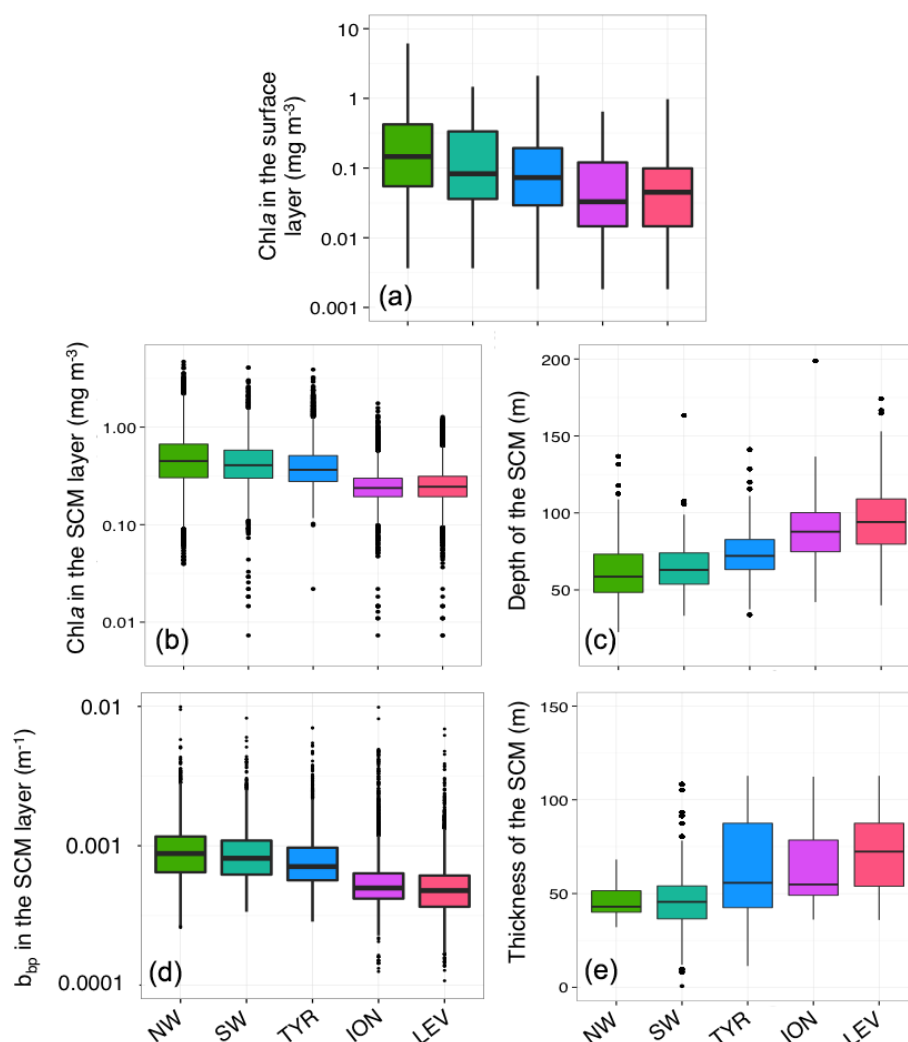 Chla in the surface
layer (mg m-3)
10
1
0.1
0.01
0.001
(a)
Chla in the SCM layer (mg m-3)
1.00
0.10
0.01
(b)
Depth of the SCM (m)
200
150
100
50
(c)
bbp in the SCM layer (m-1)
0.01
0.001
0.0001
(d)
NW
SW
TYR
ION
LEV
Thickness of the SCM (m)
150
100
50
0
(e)
NW
SW
TYR
ION
LEV